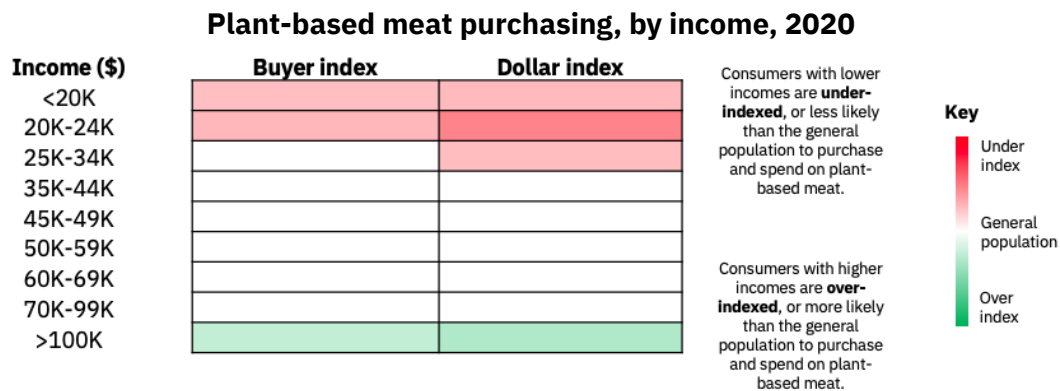 Plant-based meat purchasing, by income, 2020
Income ($)
Buyer index
Dollar index
<20K
20K-24K
25K-34K
35K-44K
45K-49K
50K-59K
60K-69K
70K-99K
>100K
Consumers with lower
incomes are under-
indexed, or less likely
than the general
population to purchase
and spend on plant-
based meat.
Consumers with higher
incomes are over-
indexed, or more likely
than the general
population to purchase
and spend on plant-
based meat.
Key
Under
index
General
population
Over
index